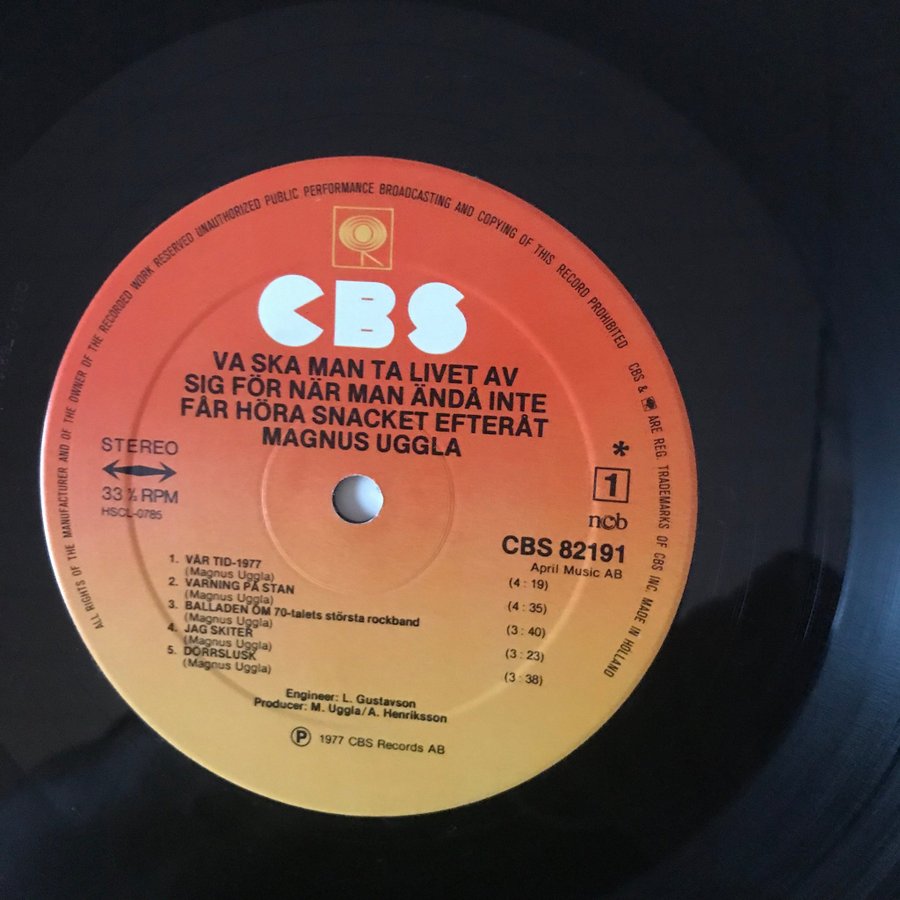 ALL RIGHTS OF THE MANUFACTURER AND OF THE OWNER OF THE RECORDED WORK RESERVED UNAUTHORIZED PUBLIC PERFORMANCE BROADCASTING AND COPYING OF THIS RECORD PROHIBITED CBS & ARE REG. TRADEMARKS OF CBS INC. MADE IN HOLLAND
CBS
VA SKA MAN TA LIVET AV
SIG FÖR NÄR MAN ÄNDÅ INTE
FÅR HÖRA SNACKET EFTERÅT
MAGNUS UGGLA
STEREO
33 ⅓ RPM
HSCL-0785
*
1
ncb
CBS 82191
April Music AB
1. VÅR TID-1977 (4:19)
(Magnus Uggla)
2. VARNING PÅ STAN (4:35)
(Magnus Uggla)
3. BALLADEN OM 70-talets största rockband (3:40)
(Magnus Uggla)
4. JAG SKITER (3:23)
(Magnus Uggla)
5. DÖRRSLUSK (3:38)
(Magnus Uggla)
Engineer: L. Gustavson
Producer: M. Uggla/A. Henriksson
Ⓟ 1977 CBS Records AB